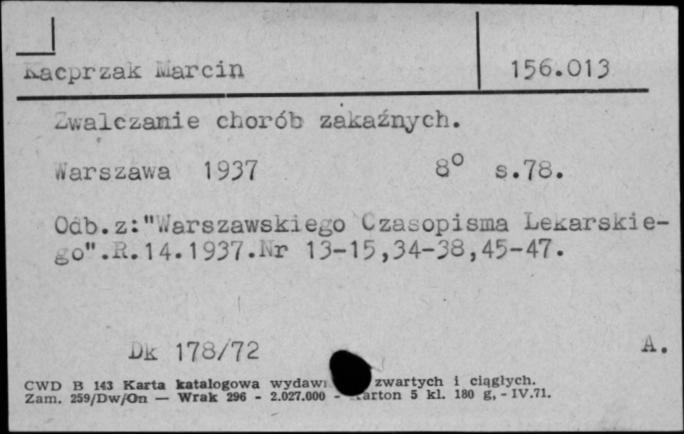 Kacprzak Marcin 156.013
Zwalczanie chorób zakaźnych.
Warszawa 1937 8° s.78.
Odb.z:"Warszawskiego Czasopisma Lekarskie-
go".R.14.1937.Nr 13-15,34-38,45-47.
Dk 178/72 A.
CWD B 143 Karta katalogowa wydawn zwartych i ciągłych.
Zam. 259/Dw/On — Wrak 296 - 2.027.000 - Karton 5 kl. 180 g, - IV.71.